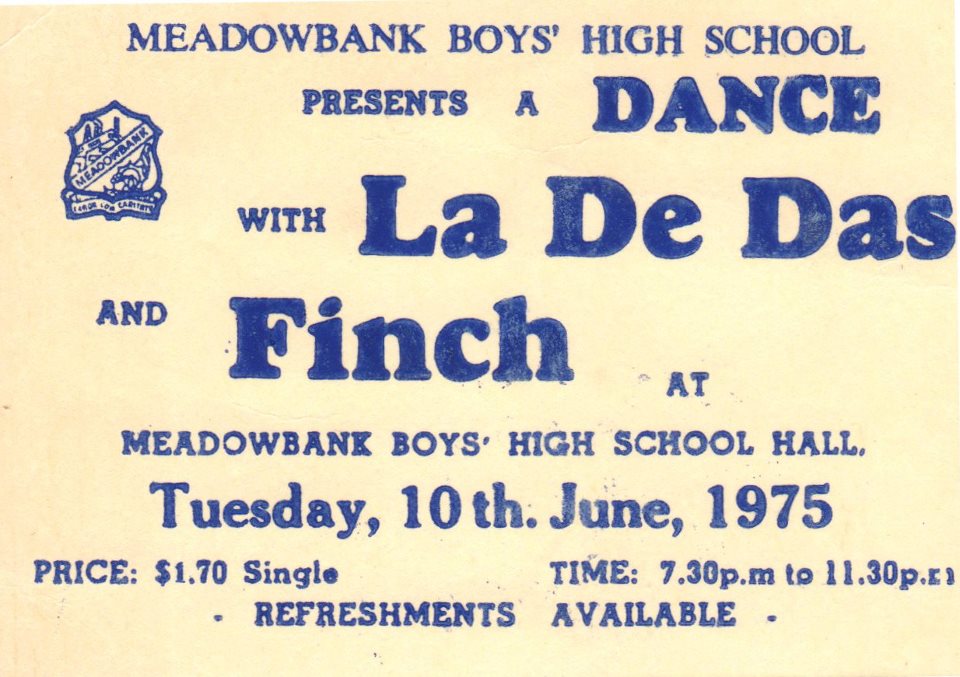 MEADOWBANK BOYS' HIGH SCHOOL
PRESENTS A DANCE
MEADOWBANK
WITH La De Das
AND Finch AT
MEADOWBANK BOYS' HIGH SCHOOL HALL.
Tuesday, 10th. June, 1975
PRICE: $1.70 Single TIME: 7.30p.m to 11.30p.m
- REFRESHMENTS AVAILABLE -